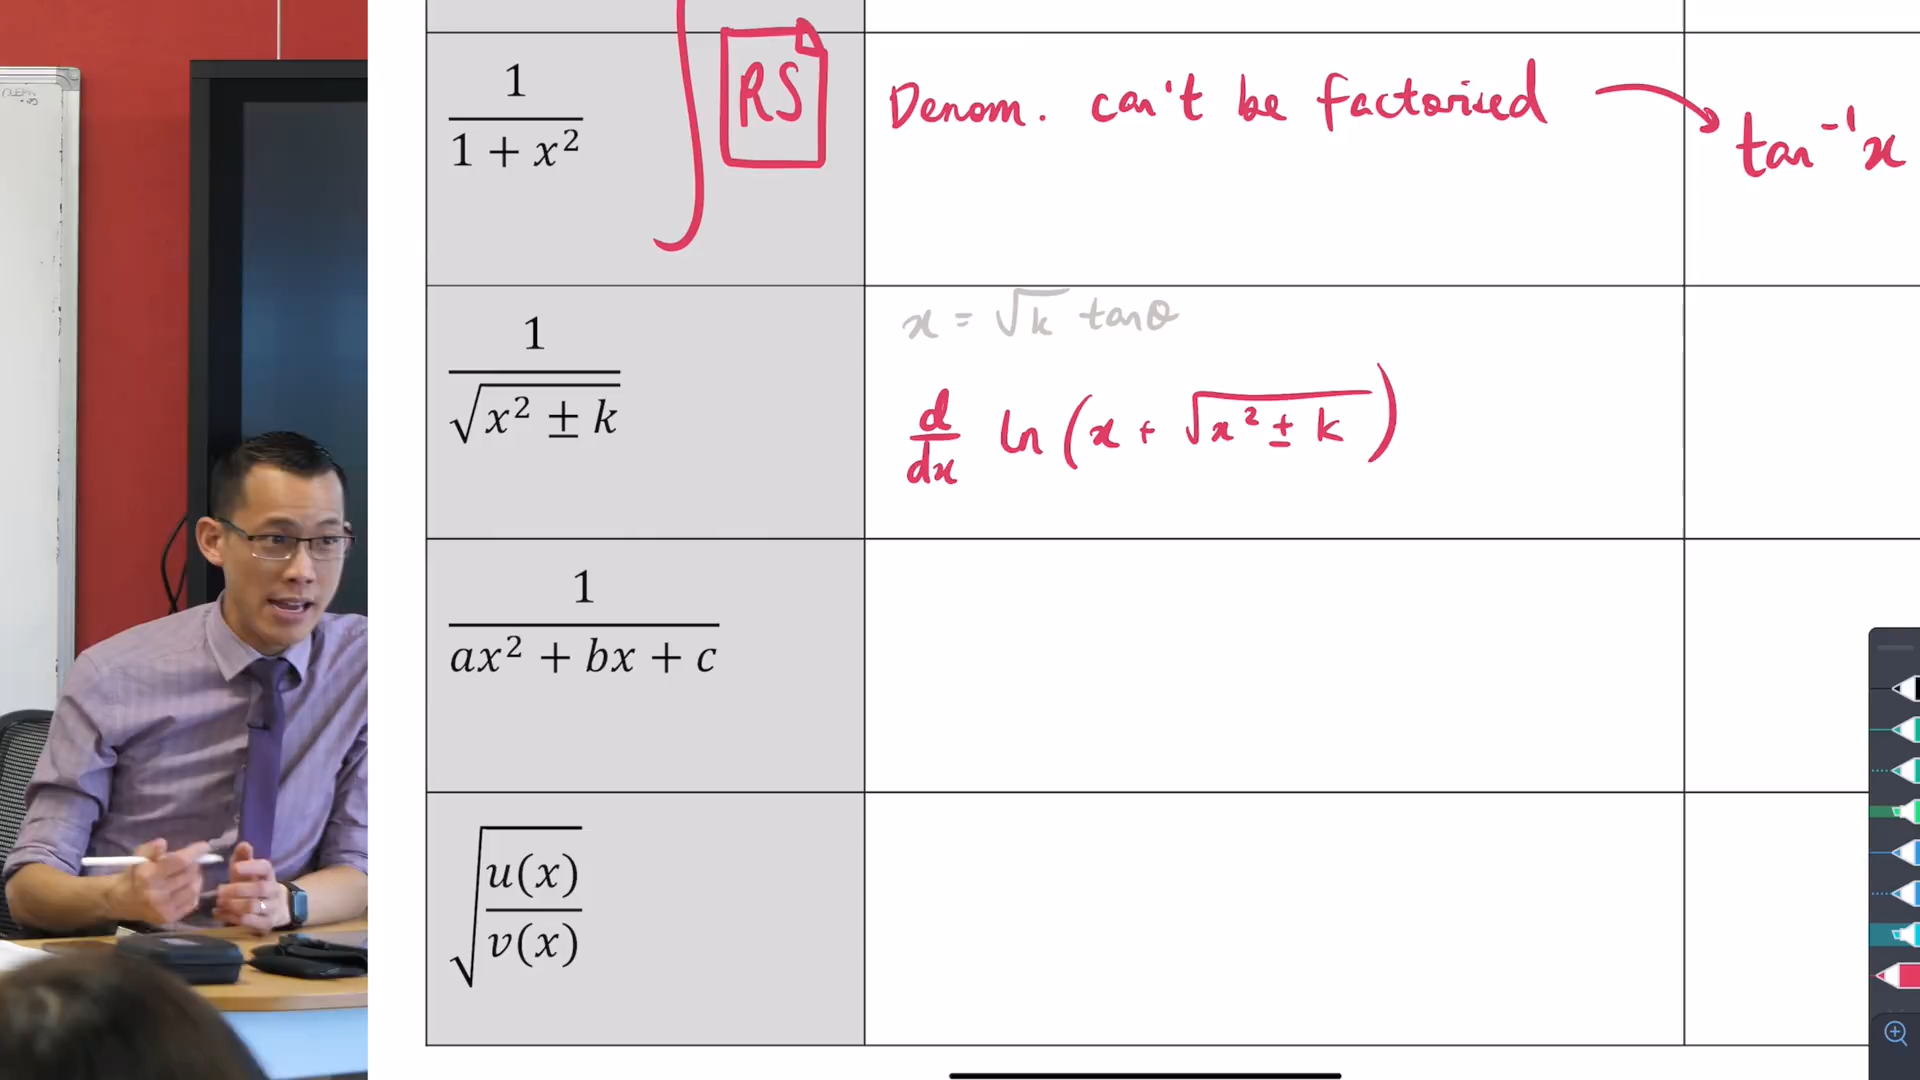 1
1 + x²
∫ RS
Denom. can't be factorised
tan⁻¹x
1
√(x² ± k)
x = √k tanθ
d/dx ln(x + √(x² ± k))
1
ax² + bx + c
√(u(x)/v(x))